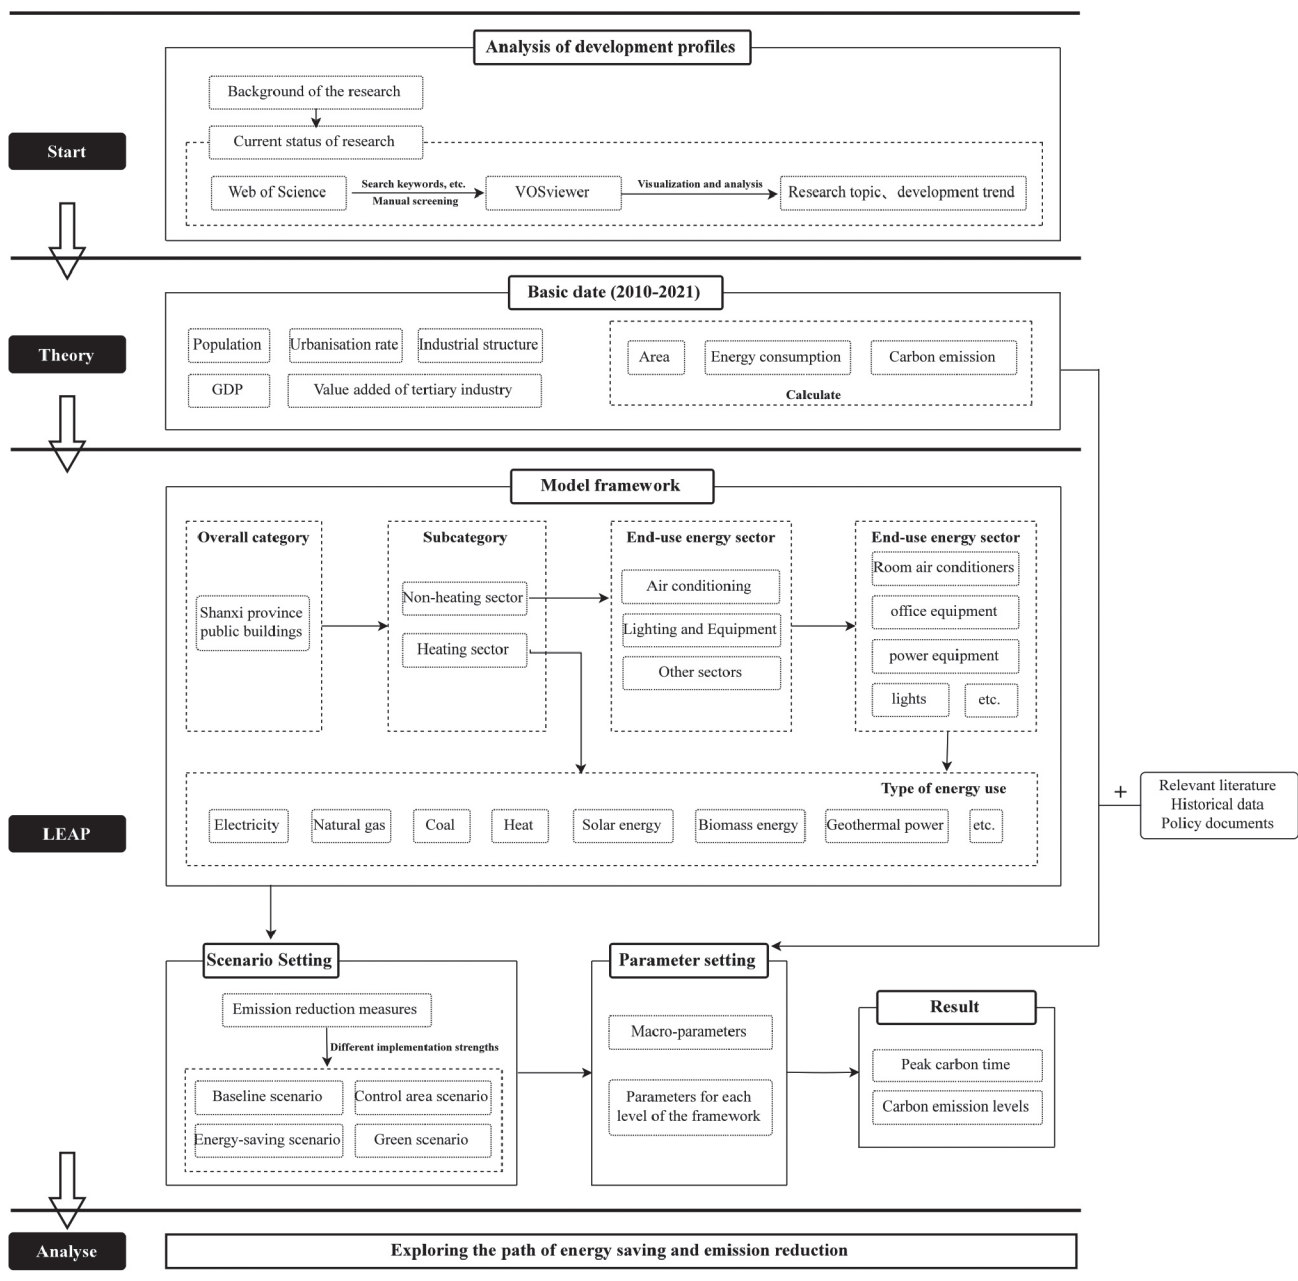 Analysis of development profiles
Background of the research
Current status of research
Start
Web of Science
Search keywords, etc.
Manual screening
VOSviewer
Visualization and analysis
Research topic、development trend
Basic date (2010-2021)
Theory
Population
Urbanisation rate
Industrial structure
GDP
Value added of tertiary industry
Area
Energy consumption
Carbon emission
Calculate
Model framework
Overall category
Shanxi province
public buildings
Subcategory
Non-heating sector
Heating sector
End-use energy sector
Air conditioning
Lighting and Equipment
Other sectors
End-use energy sector
Room air conditioners
office equipment
power equipment
lights
etc.
Type of energy use
LEAP
Electricity
Natural gas
Coal
Heat
Solar energy
Biomass energy
Geothermal power
etc.
+
Relevant literature
Historical data
Policy documents
Scenario Setting
Emission reduction measures
Different implementation strengths
Baseline scenario
Control area scenario
Energy-saving scenario
Green scenario
Parameter setting
Macro-parameters
Parameters for each
level of the framework
Result
Peak carbon time
Carbon emission levels
Analyse
Exploring the path of energy saving and emission reduction